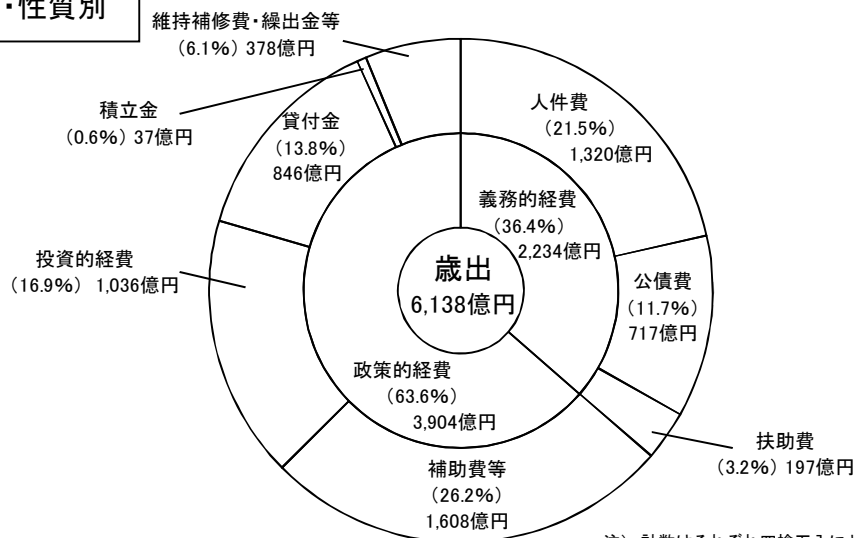 ・性質別
維持補修費・繰出金等
（6.1%）378億円
積立金
（0.6%）37億円
貸付金
（13.8%）
846億円
人件費
（21.5%）
1,320億円
義務的経費
（36.4%）
2,234億円
投資的経費
（16.9%） 1,036億円
歳出
6,138億円
公債費
（11.7%）
717億円
政策的経費
（63.6%）
3,904億円
扶助費
（3.2%）197億円
補助費等
（26.2%）
1,608億円